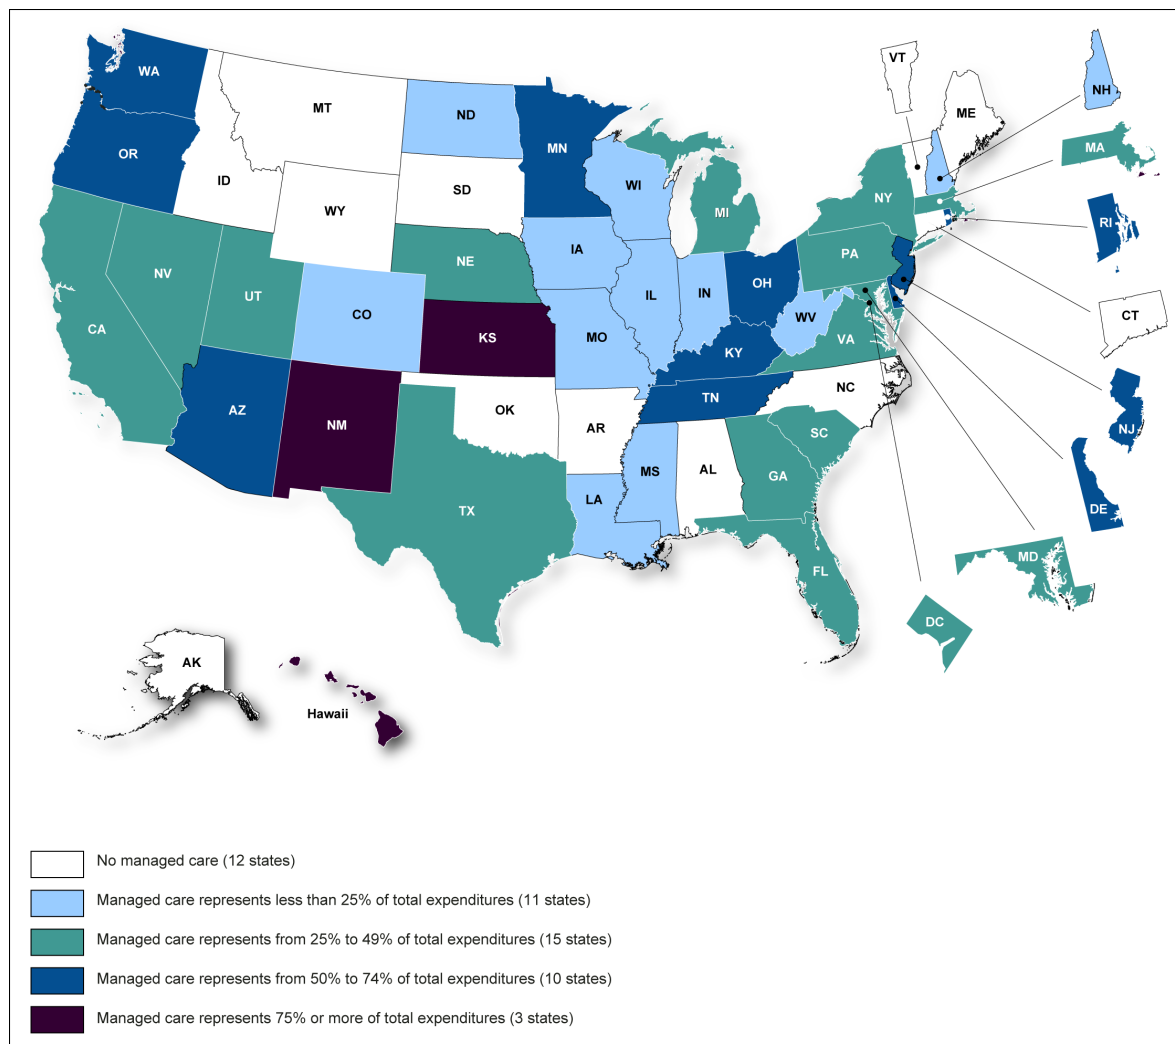 WA
MT
ND
MN
VT
NH
ME
MA
OR
ID
SD
WI
NY
RI
WY
MI
NV
UT
NE
IA
PA
CT
CA
CO
IL
IN
OH
WV
VA
KS
MO
KY
NJ
AZ
NM
OK
AR
TN
NC
DE
SC
TX
LA
MS
AL
GA
MD
FL
DC
AK
Hawaii
No managed care (12 states)
Managed care represents less than 25% of total expenditures (11 states)
Managed care represents from 25% to 49% of total expenditures (15 states)
Managed care represents from 50% to 74% of total expenditures (10 states)
Managed care represents 75% or more of total expenditures (3 states)